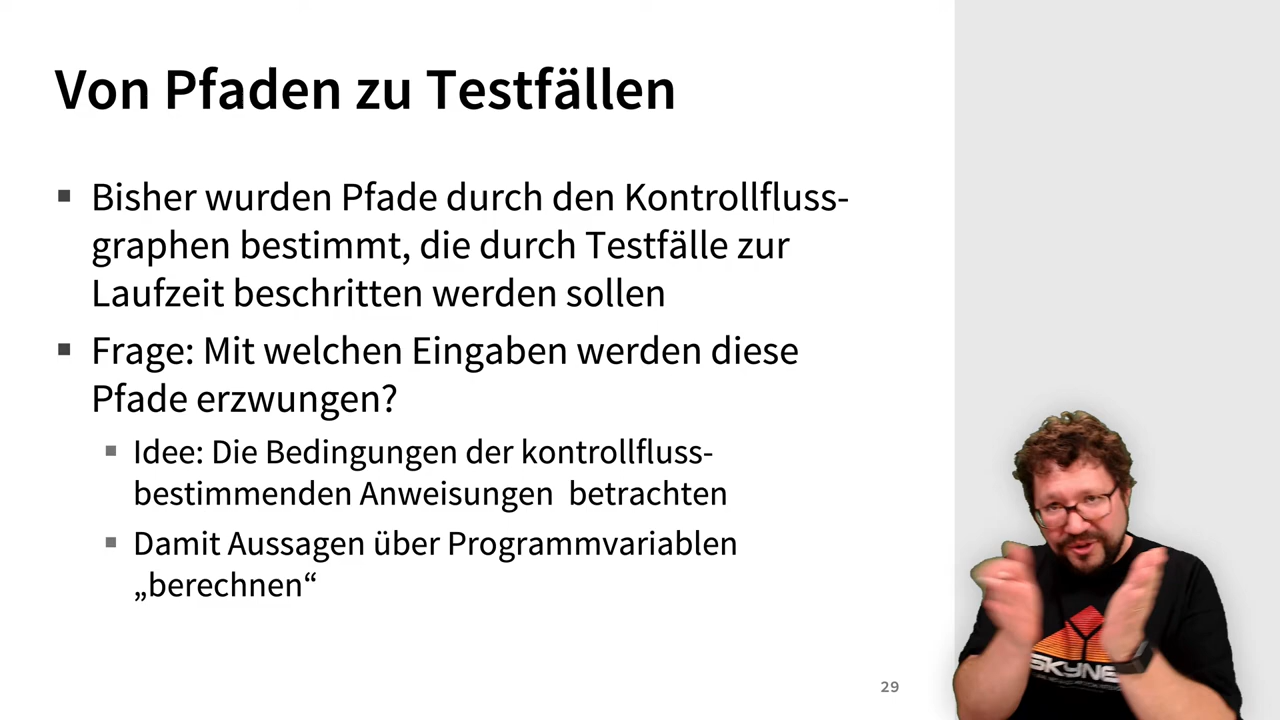 Von Pfaden zu Testfällen
Bisher wurden Pfade durch den Kontrollfluss-
graphen bestimmt, die durch Testfälle zur
Laufzeit beschritten werden sollen
Frage: Mit welchen Eingaben werden diese
Pfade erzwungen?
Idee: Die Bedingungen der kontrollfluss-
bestimmenden Anweisungen betrachten
Damit Aussagen über Programmvariablen
„berechnen“
29
SKYNE